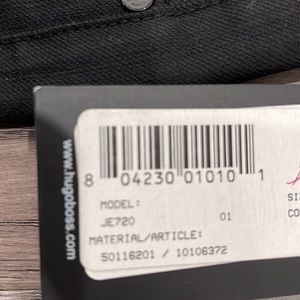 www.hugoboss.com
8 04230 01010 1
MODEL:
JE720 01
MATERIAL/ARTICLE:
50116201 / 10106372